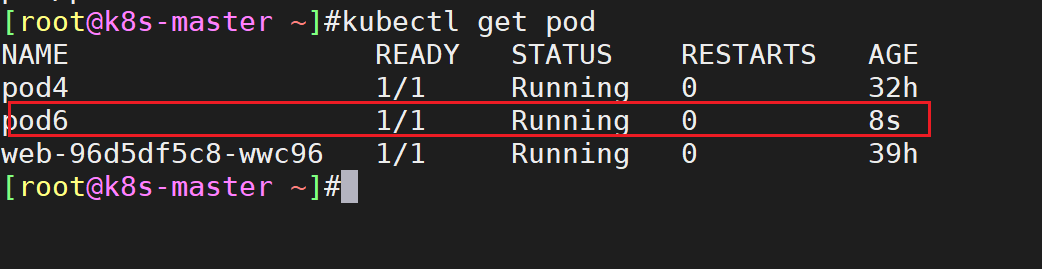 [root@k8s-master ~]#kubectl get pod
NAME READY STATUS RESTARTS AGE
pod4 1/1 Running 0 32h
pod6 1/1 Running 0 8s
web-96d5df5c8-wwc96 1/1 Running 0 39h
[root@k8s-master ~]#